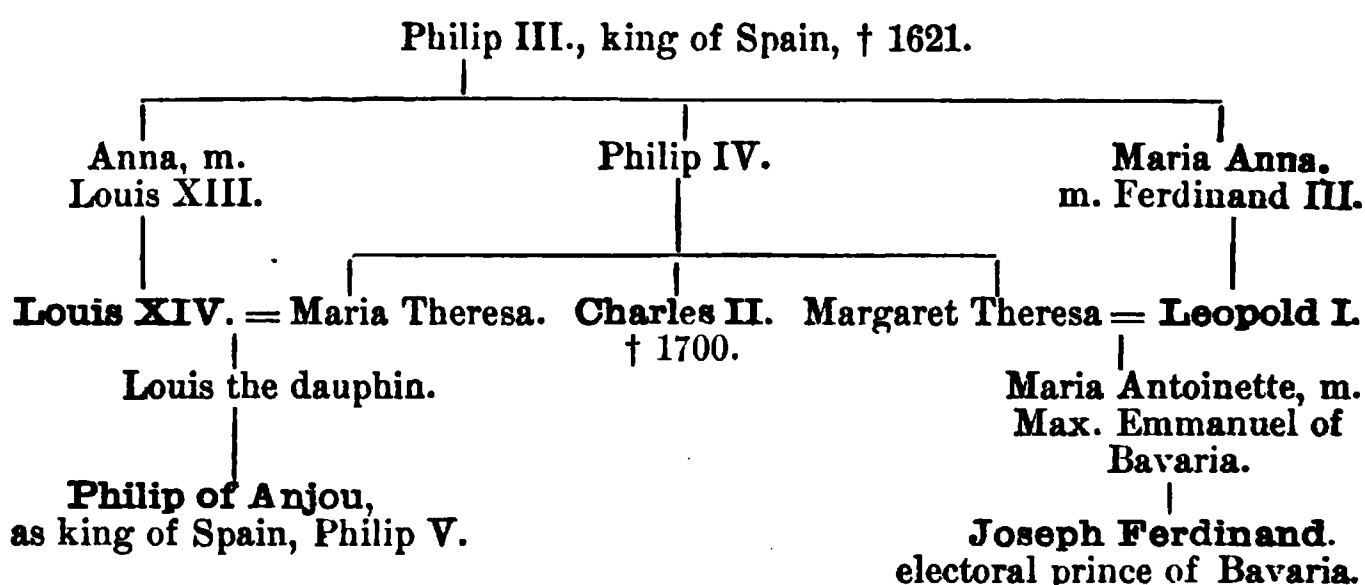 Philip III., king of Spain, † 1621.
Anna, m.
Louis XIII.
Philip IV.
Maria Anna.
m. Ferdinand III.
Louis XIV. = Maria Theresa. Charles II. Margaret Theresa = Leopold I.
† 1700.
Louis the dauphin.
Maria Antoinette, m.
Max. Emmanuel of
Bavaria.
Philip of Anjou,
as king of Spain, Philip V.
Joseph Ferdinand.
electoral prince of Bavaria.